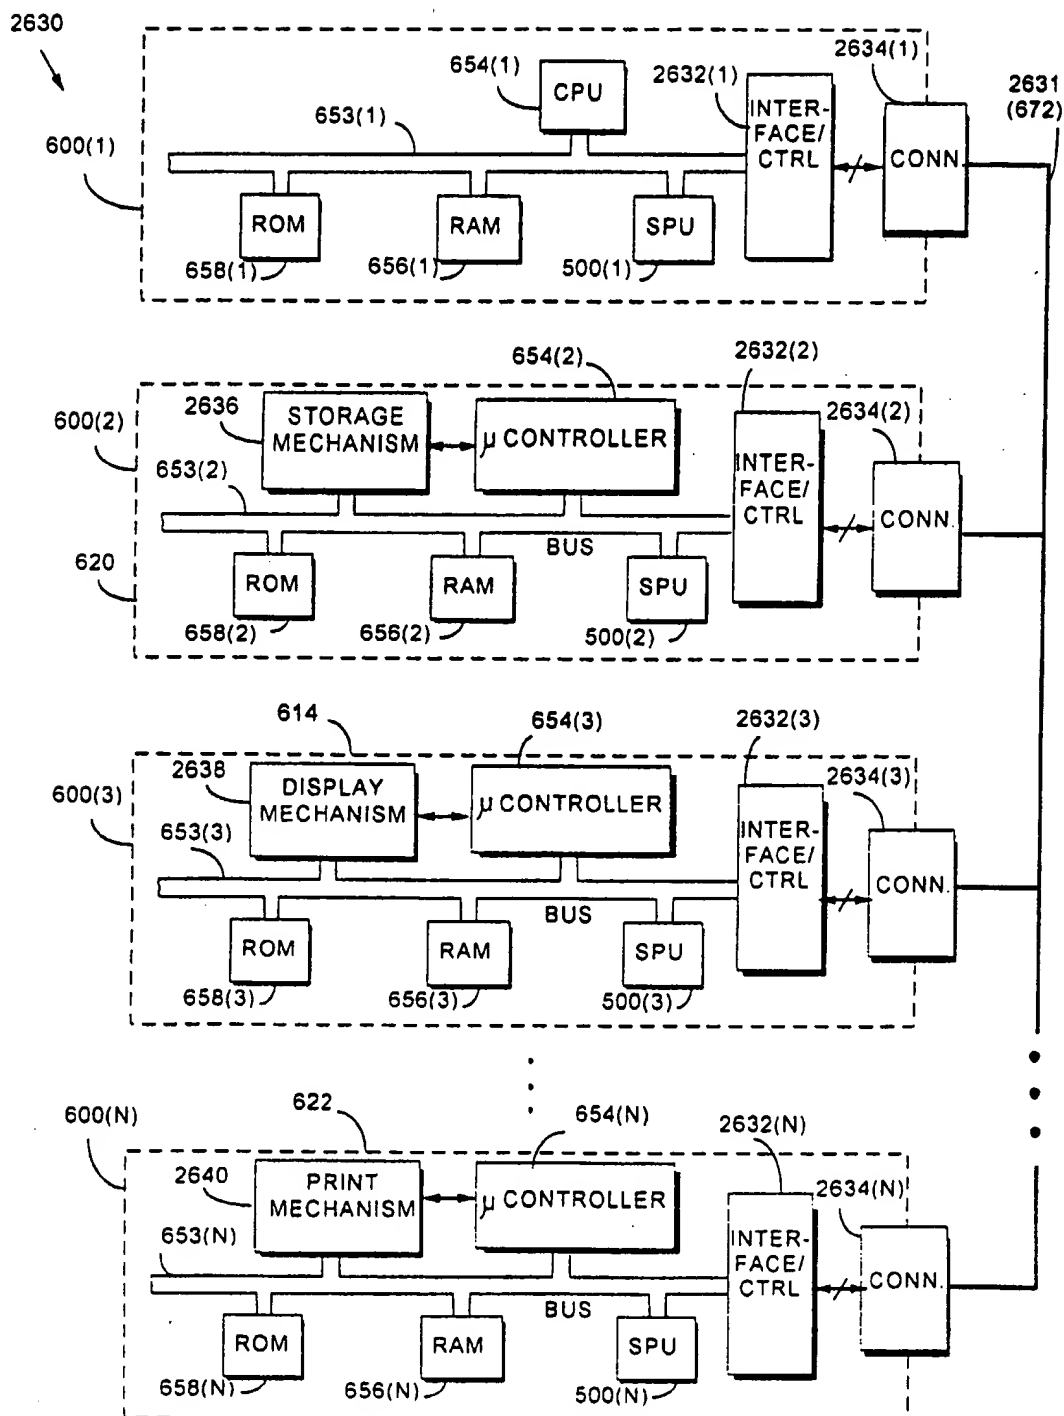 2630
600(1)
654(1)
CPU
2632(1)
INTER-
FACE/
CTRL
2634(1)
CONN.
2631
(672)
653(1)
ROM
658(1)
RAM
656(1)
SPU
500(1)
600(2)
620
2636
STORAGE
MECHANISM
654(2)
µ CONTROLLER
2632(2)
INTER-
FACE/
CTRL
2634(2)
CONN.
653(2)
BUS
ROM
658(2)
RAM
656(2)
SPU
500(2)
614
600(3)
2638
DISPLAY
MECHANISM
654(3)
µ CONTROLLER
2632(3)
INTER-
FACE/
CTRL
2634(3)
CONN.
653(3)
BUS
ROM
658(3)
RAM
656(3)
SPU
500(3)
622
600(N)
2640
PRINT
MECHANISM
654(N)
µ CONTROLLER
2632(N)
INTER-
FACE/
CTRL
2634(N)
CONN.
653(N)
BUS
ROM
658(N)
RAM
656(N)
SPU
500(N)